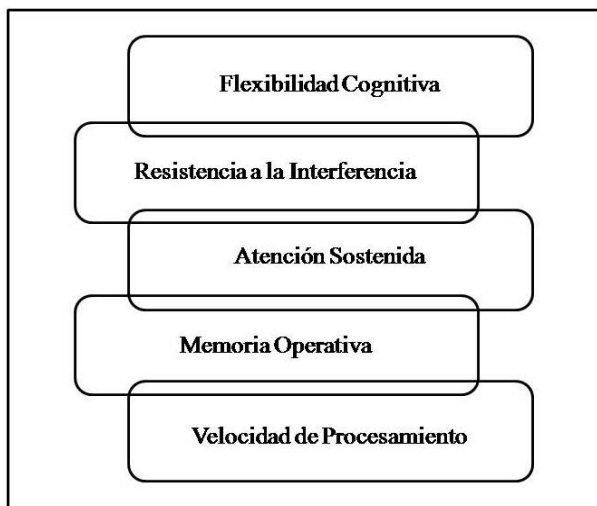 Flexibilidad Cognitiva
Resistencia a la Interferencia
Atención Sostenida
Memoria Operativa
Velocidad de Procesamiento